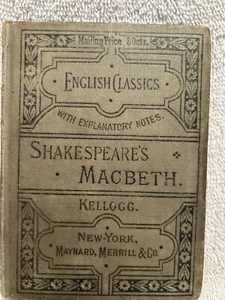 Mailing Price 30cts.
ENGLISH CLASSICS
WITH EXPLANATORY NOTES.
SHAKESPEARE'S
MACBETH.
KELLOGG.
NEW-YORK,
MAYNARD, MERRILL & CO.